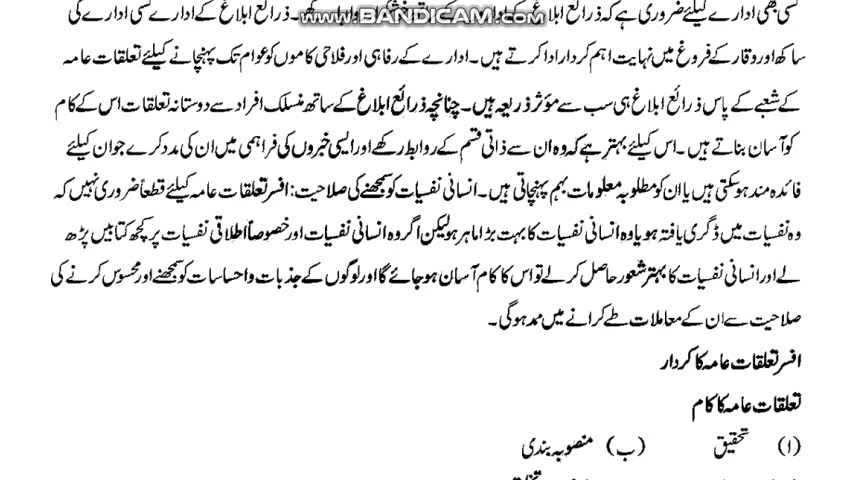 کسی بھی ادارے کیلئے ضروری ہے کہ ذرائع ابلاغ کے
www.BANDICAM.com
ذرائع ابلاغ کے ادارے کسی ادارے کی
ساکھ اور وقار کے فروغ میں نہایت اہم کردار ادا کرتے ہیں۔ ادارے کے رفاہی اور فلاحی کاموں کو عوام تک پہنچانے کیلئے تعلقات عامہ
کے شعبے کے پاس ذرائع ابلاغ ہی سب سے مؤثر ذریعہ ہیں۔ چنانچہ ذرائع ابلاغ کے ساتھ منسلک افراد سے دوستانہ تعلقات اس کے کام
کو آسان بناتے ہیں۔ اس کیلئے بہتر ہے کہ وہ ان سے ذاتی قسم کے روابط رکھے اور ایسی خبروں کی فراہمی میں ان کی مدد کرے جو ان کیلئے
فائدہ مند ہو سکتی ہیں یا ان کو مطلوبہ معلومات بہم پہنچاتی ہیں۔ انسانی نفسیات کو سمجھنے کی صلاحیت: افسر تعلقات عامہ کیلئے قطعاً ضروری نہیں کہ
وہ نفسیات میں ڈگری یافتہ ہو یا وہ انسانی نفسیات کا بہت بڑا ماہر ہو لیکن اگر وہ انسانی نفسیات اور خصوصاً اطلاقی نفسیات پر کچھ کتابیں پڑھ
لے اور انسانی نفسیات کا بہتر شعور حاصل کر لے تو اس کا کام آسان ہو جائے گا اور لوگوں کے جذبات و احساسات کو سمجھنے اور محسوس کرنے کی
صلاحیت سے ان کے معاملات طے کرانے میں مدد ہوگی۔
افسر تعلقات عامہ کا کردار
تعلقات عامہ کا کام
(ا) تحقیق (ب) منصوبہ بندی